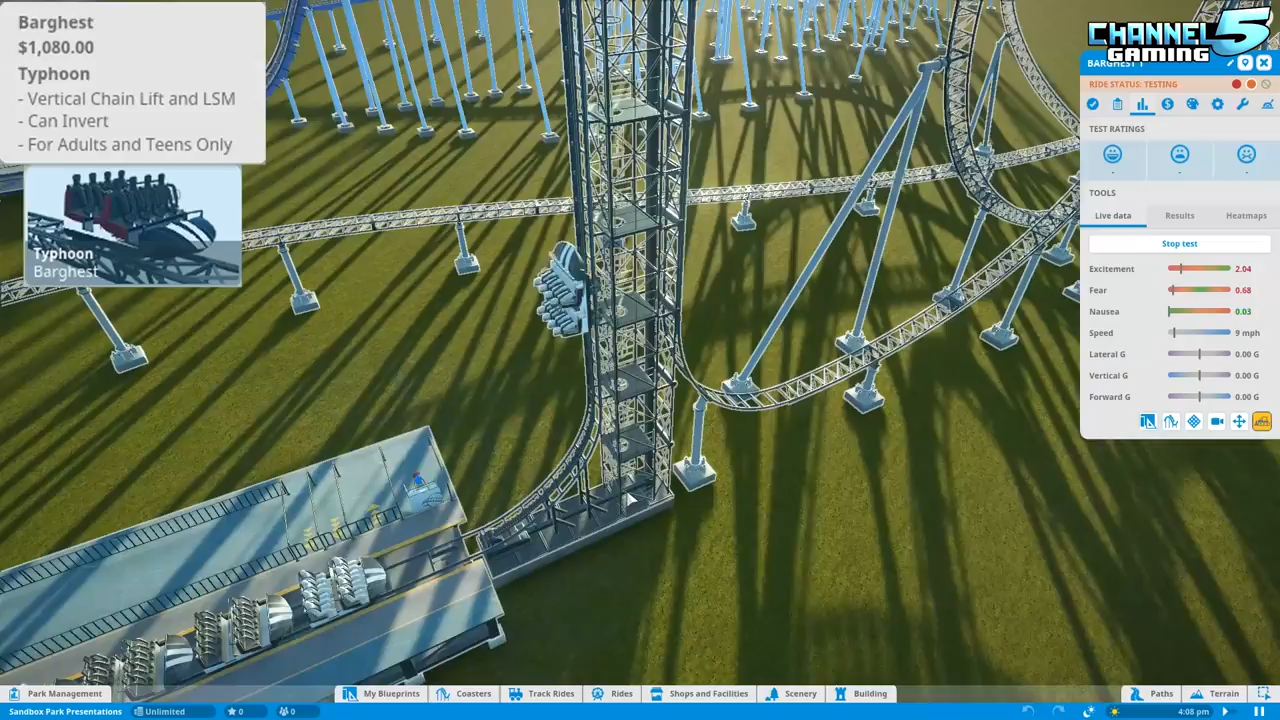 Barghest
$1,080.00
Typhoon
- Vertical Chain Lift and LSM
- Can Invert
- For Adults and Teens Only
Typhoon
Barghest
CHANNEL 5
GAMING
BARGHEST 1
RIDE STATUS: TESTING
TEST RATINGS
- - -
TOOLS
Live data Results Heatmaps
Stop test
Excitement 2.04
Fear 0.68
Nausea 0.03
Speed 9 mph
Lateral G 0.00 G
Vertical G 0.00 G
Forward G 0.00 G
Park Management My Blueprints Coasters Track Rides Rides Shops and Facilities Scenery Building Paths Terrain
Sandbox Park Presentations Unlimited 0 0 4:08 pm